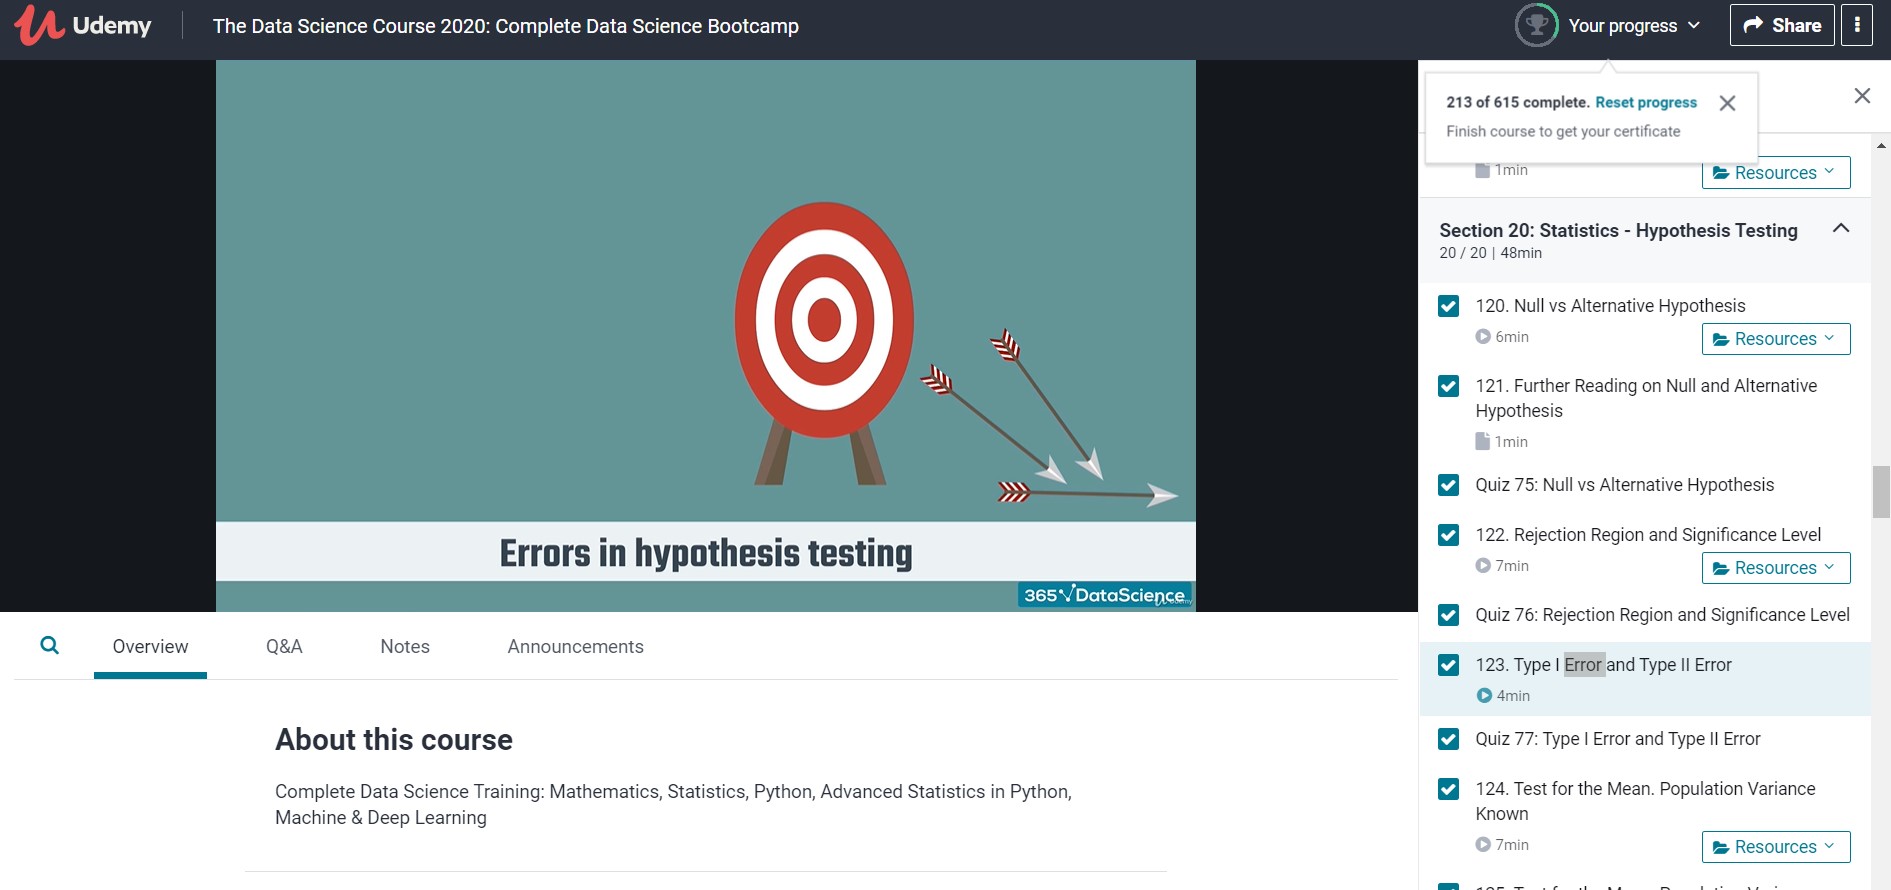 Udemy
The Data Science Course 2020: Complete Data Science Bootcamp
Your progress
Share
213 of 615 complete. Reset progress
Finish course to get your certificate
1min
Resources
Section 20: Statistics - Hypothesis Testing
20 / 20 | 48min
120. Null vs Alternative Hypothesis
6min
Resources
121. Further Reading on Null and Alternative
Hypothesis
1min
Quiz 75: Null vs Alternative Hypothesis
122. Rejection Region and Significance Level
7min
Resources
Quiz 76: Rejection Region and Significance Level
123. Type I Error and Type II Error
4min
Quiz 77: Type I Error and Type II Error
124. Test for the Mean. Population Variance
Known
7min
Resources
Errors in hypothesis testing
365 DataScience
Overview
Q&A
Notes
Announcements
About this course
Complete Data Science Training: Mathematics, Statistics, Python, Advanced Statistics in Python,
Machine & Deep Learning